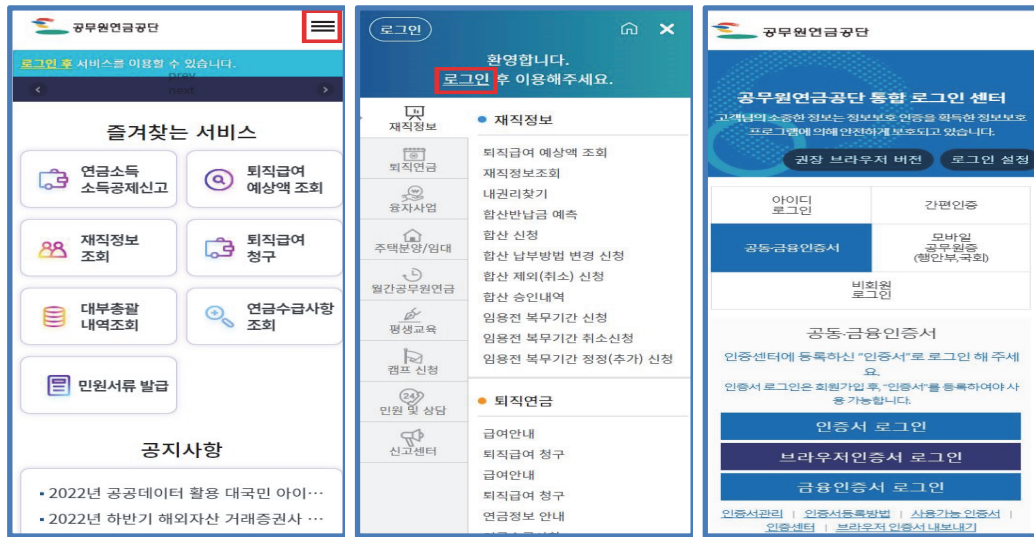 공무원연금공단
로그인 후 서비스를 이용할 수 있습니다.
prev
next
즐겨찾는 서비스
연금소득
소득공제신고
퇴직급여
예상액 조회
재직정보
조회
퇴직급여
청구
대부총괄
내역조회
연금수급사항
조회
민원서류 발급
공지사항
2022년 공공데이터 활용 대국민 아이…
2022년 하반기 해외자산 거래증권사 …
로그인
환영합니다.
로그인 후 이용해주세요.
재직정보
퇴직연금
융자사업
주택분양/임대
월간공무원연금
평생교육
캠프 신청
24
민원 및 상담
신고센터
재직정보
퇴직급여 예상액 조회
재직정보조회
내권리찾기
합산반납금 예측
합산 신청
합산 납부방법 변경 신청
합산 제외(취소) 신청
합산 승인내역
임용전 복무기간 신청
임용전 복무기간 취소신청
임용전 복무기간 정정(추가) 신청
퇴직연금
급여안내
퇴직급여 청구
급여안내
퇴직급여 청구
연금정보 안내
공무원연금공단
공무원연금공단 통합 로그인 센터
고객님의 소중한 정보는 정보보호 인증을 획득한 정보보호
프로그램에 의해 안전하게 보호되고 있습니다.
권장 브라우저 버전
로그인 설정
아이디
로그인
간편인증
공동·금융인증서
모바일
공무원증
(행안부,국회)
비회원
로그인
공동·금융인증서
인증센터에 등록하신 "인증서"로 로그인 해 주세
요.
인증서 로그인은 회원가입 후, "인증서"를 등록하여야 사
용 가능합니다.
인증서 로그인
브라우저인증서 로그인
금융인증서 로그인
인증서관리 | 인증서등록방법 | 사용가능 인증서 |
인증센터 | 브라우저 인증서 내보내기